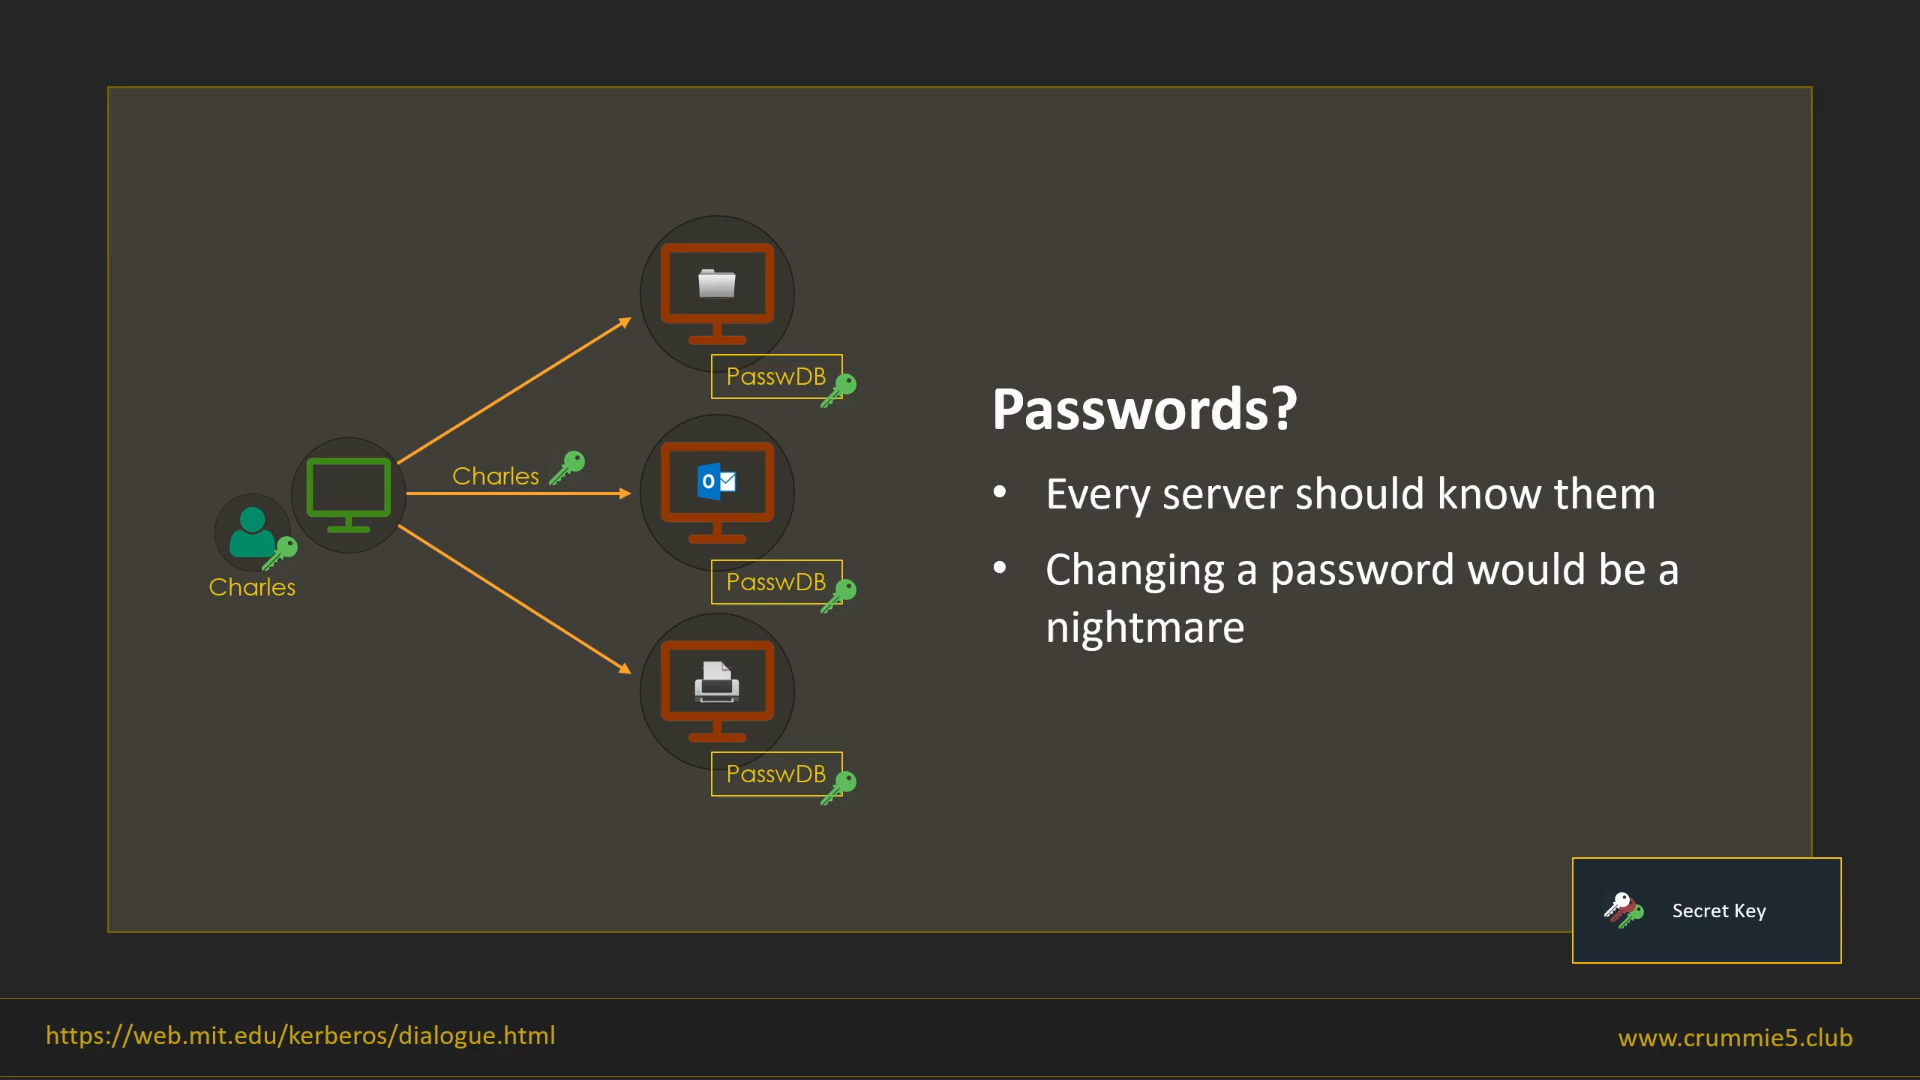 PasswDB
Charles
Charles
PasswDB
PasswDB
Passwords?
• Every server should know them
• Changing a password would be a
nightmare
Secret Key
https://web.mit.edu/kerberos/dialogue.html
www.crummie5.club